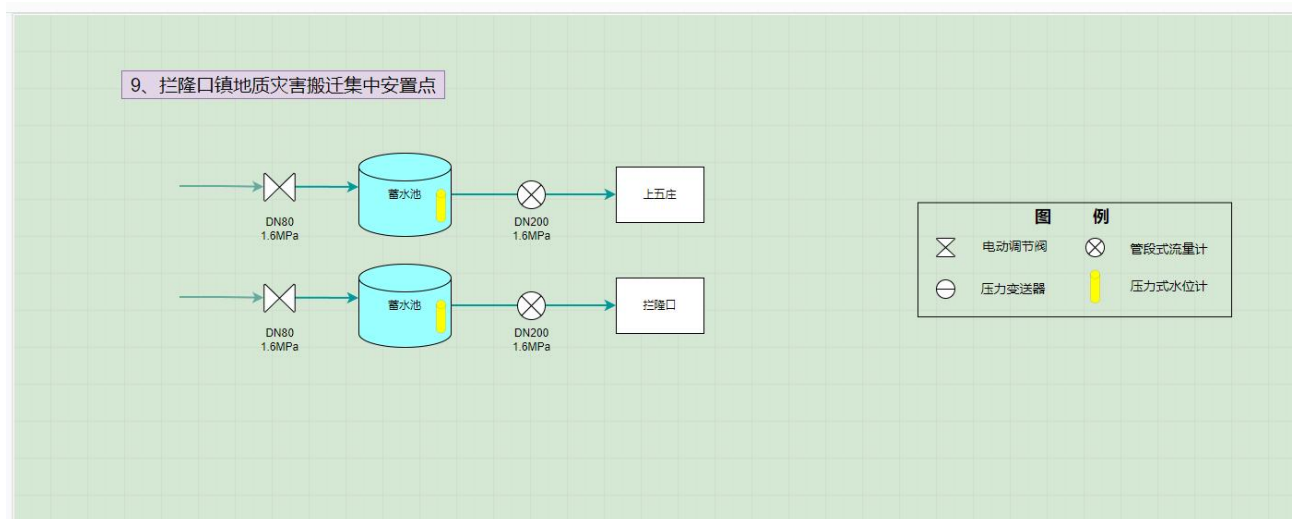 9、拦隆口镇地质灾害搬迁集中安置点
蓄水池
上五庄
DN80
1.6MPa
DN200
1.6MPa
蓄水池
拦隆口
DN80
1.6MPa
DN200
1.6MPa
图 例
电动调节阀 管段式流量计
压力变送器 压力式水位计